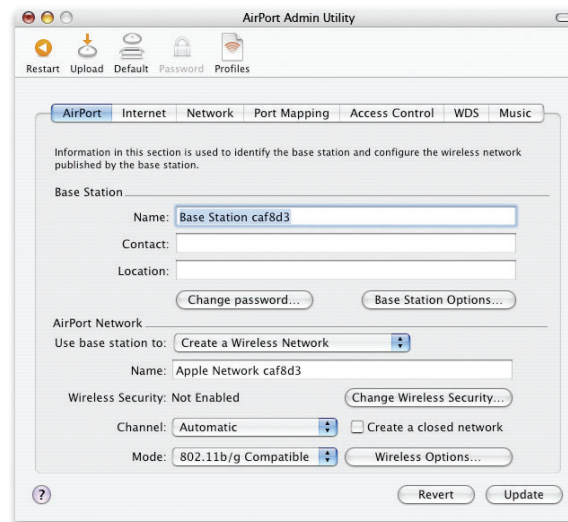 AirPort Admin Utility
Restart Upload Default Password Profiles
AirPort Internet Network Port Mapping Access Control WDS Music
Information in this section is used to identify the base station and configure the wireless network
published by the base station.
Base Station
Name: Base Station caf8d3
Contact:
Location:
Change password... Base Station Options...
AirPort Network
Use base station to: Create a Wireless Network
Name: Apple Network caf8d3
Wireless Security: Not Enabled Change Wireless Security...
Channel: Automatic Create a closed network
Mode: 802.11b/g Compatible Wireless Options...
? Revert Update